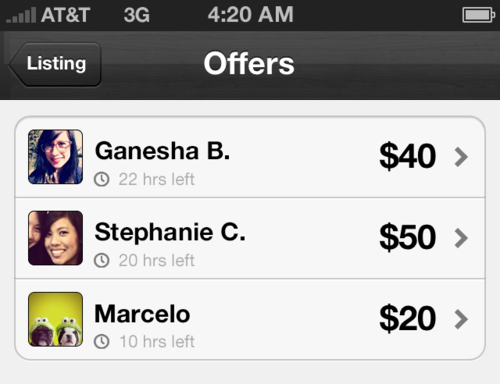 AT&T 3G 4:20 AM
Listing Offers
Ganesha B. $40
22 hrs left
Stephanie C. $50
20 hrs left
Marcelo $20
10 hrs left